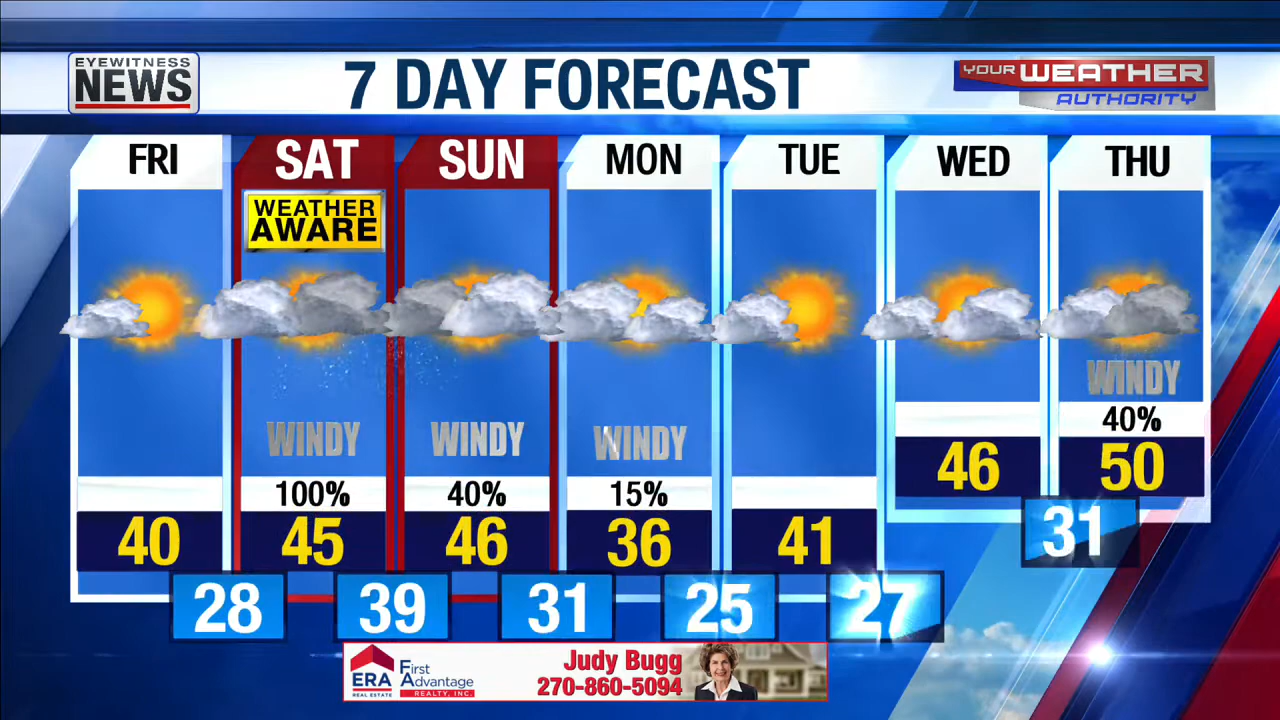 EYEWITNESS
NEWS
7 DAY FORECAST
YOUR WEATHER
AUTHORITY
FRI
SAT
SUN
MON
TUE
WED
THU
WEATHER
AWARE
WINDY
WINDY
WINDY
WINDY
100%
40%
15%
40%
40
45
46
36
41
46
50
28
39
31
25
27
31
ERA
REAL ESTATE
First
Advantage
REALTY, INC.
Judy Bugg
270-860-5094